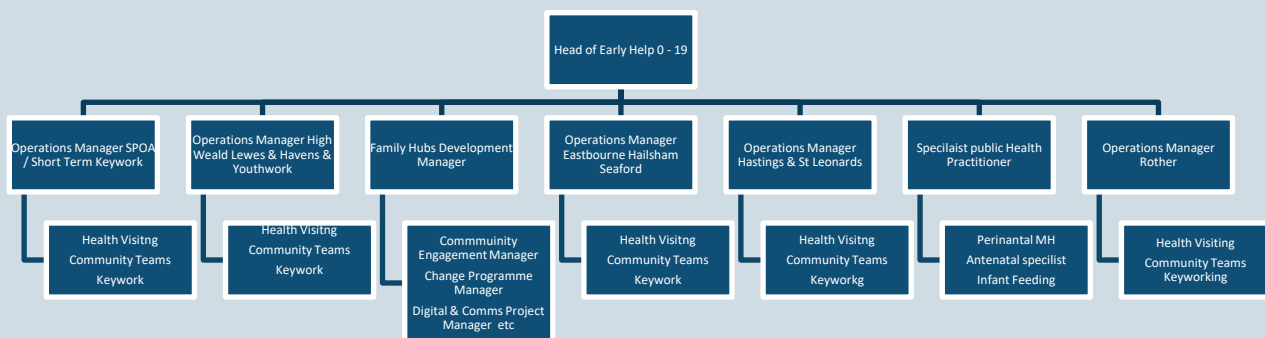 Head of Early Help 0 - 19
Operations Manager SPOA
/ Short Term Keywork
Operations Manager High
Weald Lewes & Havens &
Youthwork
Family Hubs Development
Manager
Operations Manager
Eastbourne Hailsham
Seaford
Operations Manager
Hastings & St Leonards
Specilaist public Health
Practitioner
Operations Manager
Rother
Health Visitng
Community Teams
Keywork
Health Visitng
Community Teams
Keywork
Commmuinity
Engagement Manager
Change Programme
Manager
Digital & Comms Project
Manager etc
Health Visitng
Community Teams
Keywork
Health Visitng
Community Teams
Keyworkg
Perinantal MH
Antenatal specilist
Infant Feeding
Health Visiting
Community Teams
Keyworking